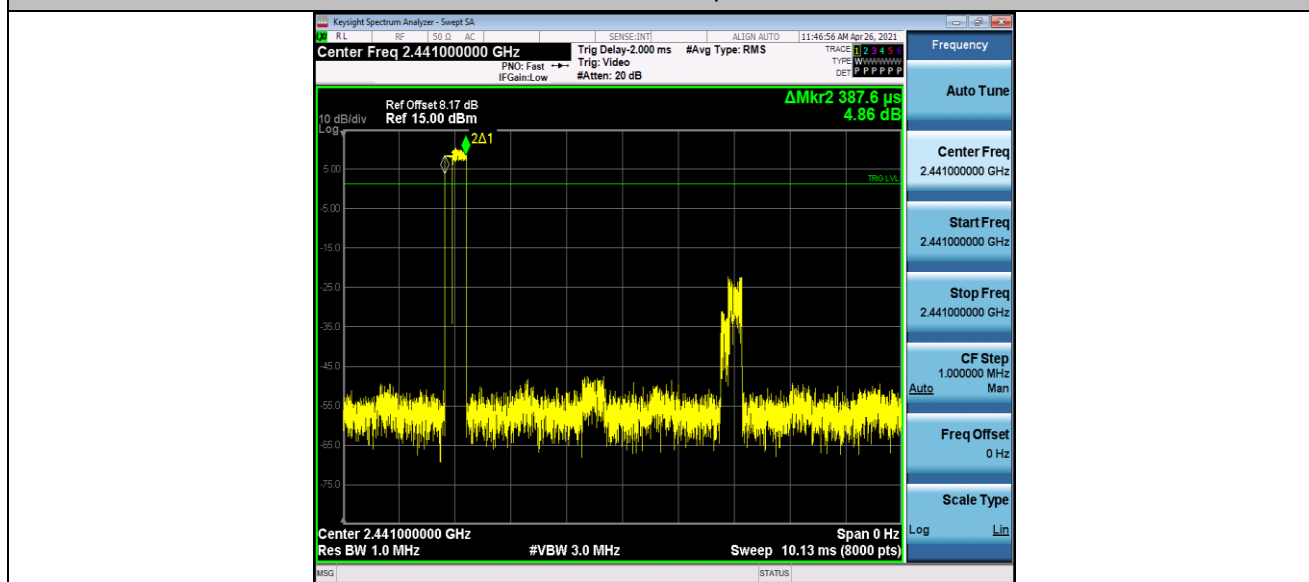 Keysight Spectrum Analyzer - Swept SA
RL RF 50 Ω AC SENSE:INT ALIGN AUTO 11:46:56 AM Apr 26, 2021
Center Freq 2.441000000 GHz
PNO: Fast
IFGain:Low
Trig Delay-2.000 ms
Trig: Video
#Atten: 20 dB
#Avg Type: RMS
TRACE 1 2 3 4 5 6
TYPE WWWWWW
DET P P P P P P
ΔMkr2 387.6 µs
4.86 dB
Ref Offset 8.17 dB
10 dB/div Ref 15.00 dBm
Log
2Δ1
5.00
TRIG LVL
-5.00
-15.0
-25.0
-35.0
-45.0
-55.0
-65.0
-75.0
Center 2.441000000 GHz Span 0 Hz
Res BW 1.0 MHz #VBW 3.0 MHz Sweep 10.13 ms (8000 pts)
MSG STATUS
Frequency
Auto Tune
Center Freq
2.441000000 GHz
Start Freq
2.441000000 GHz
Stop Freq
2.441000000 GHz
CF Step
1.000000 MHz
Auto Man
Freq Offset
0 Hz
Scale Type
Log Lin